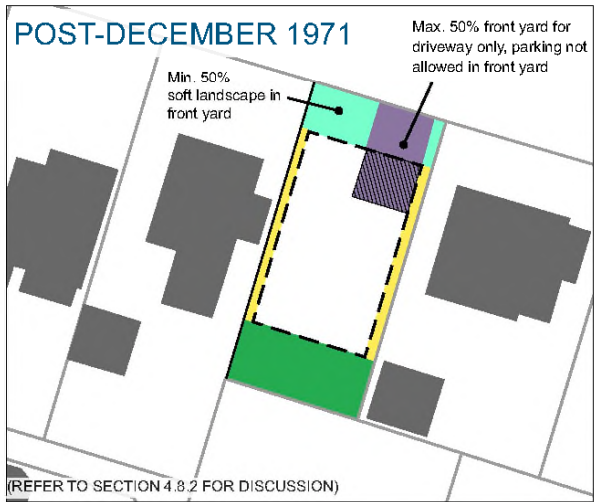 POST-DECEMBER 1971
Max. 50% front yard for
driveway only, parking not
allowed in front yard
Min. 50%
soft landscape in
front yard
(REFER TO SECTION 4.8.2 FOR DISCUSSION)